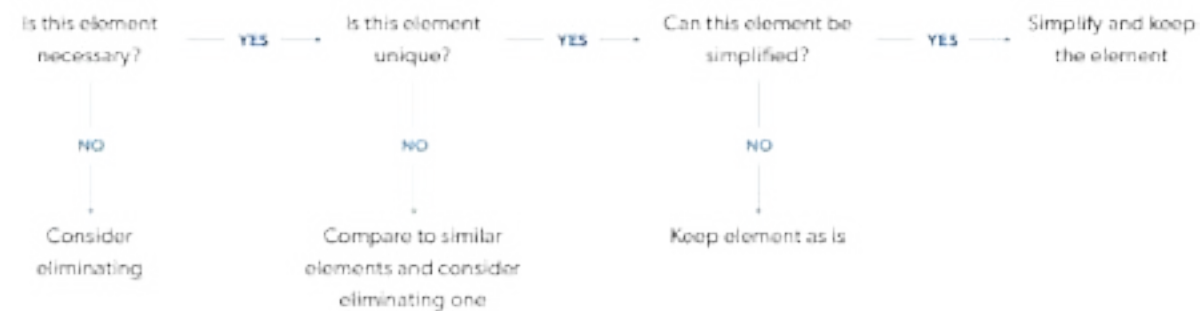 Is this element
necessary?
YES
Is this element
unique?
YES
Can this element be
simplified?
YES
Simplify and keep
the element
NO
NO
NO
Consider
eliminating
Compare to similar
elements and consider
eliminating one
Keep element as is